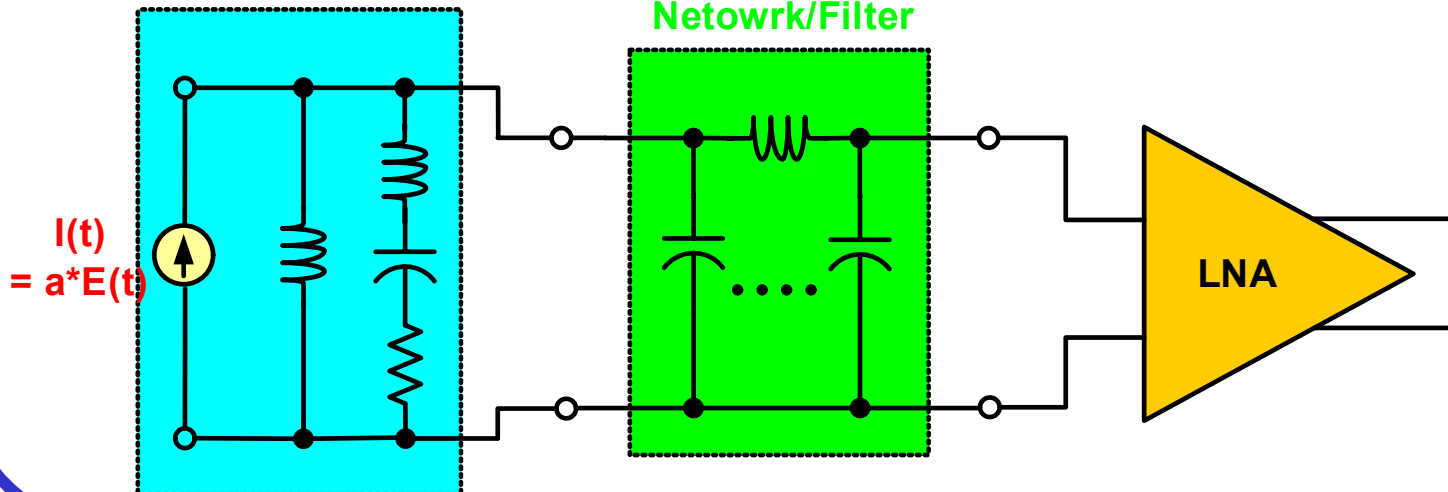 Netowrk/Filter
I(t)
= a*E(t)
LNA